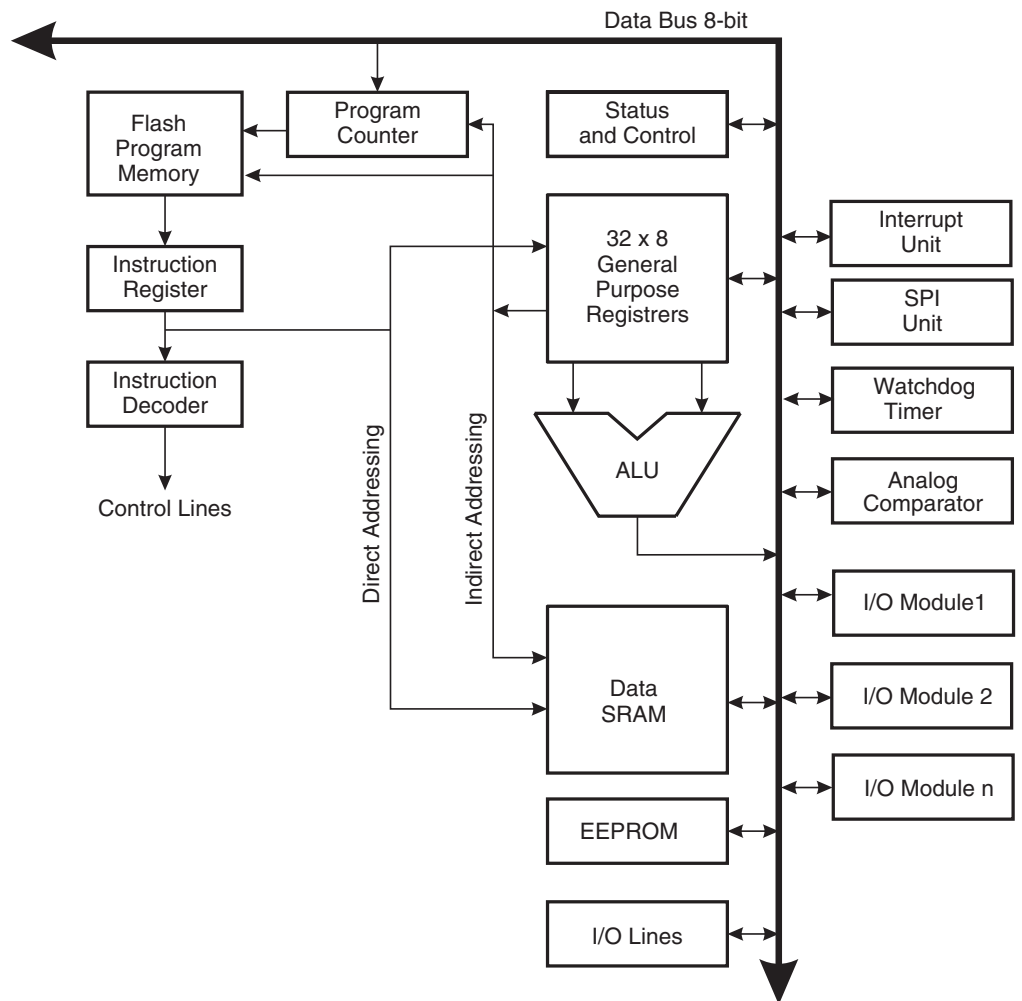 Data Bus 8-bit
Flash
Program
Memory
Program
Counter
Status
and Control
32 x 8
General
Purpose
Registrers
Interrupt
Unit
Instruction
Register
SPI
Unit
Instruction
Decoder
Watchdog
Timer
Control Lines
Direct Addressing
Indirect Addressing
ALU
Analog
Comparator
I/O Module1
Data
SRAM
I/O Module 2
I/O Module n
EEPROM
I/O Lines